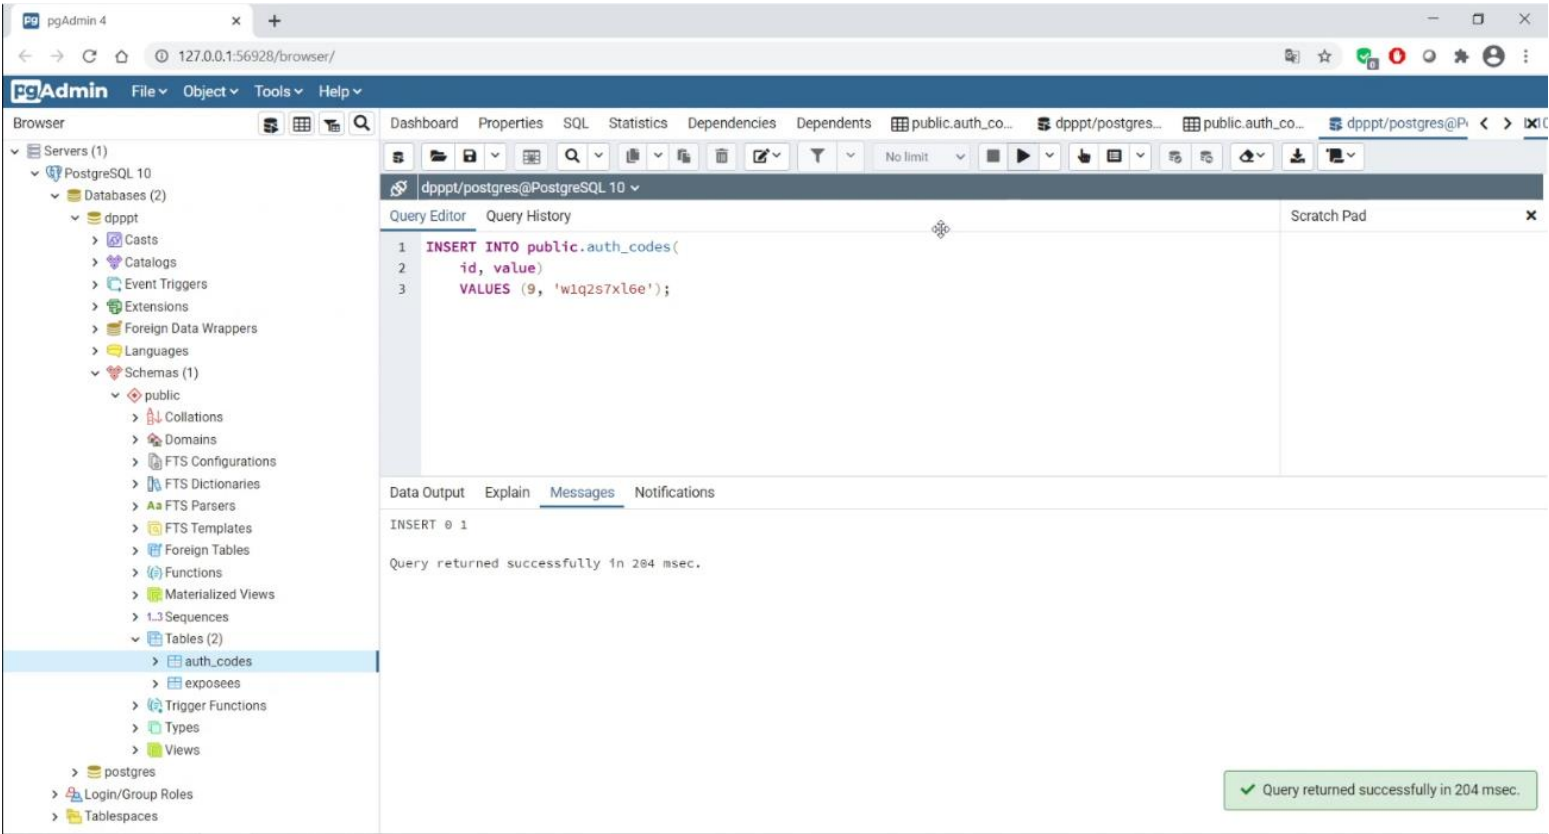 pgAdmin 4
127.0.0.1:56928/browser/
pgAdmin File Object Tools Help
Browser
Dashboard Properties SQL Statistics Dependencies Dependents public.auth_co... dpppt/postgres... public.auth_co... dpppt/postgres@P
Servers (1)
PostgreSQL 10
Databases (2)
dpppt
Casts
Catalogs
Event Triggers
Extensions
Foreign Data Wrappers
Languages
Schemas (1)
public
Collations
Domains
FTS Configurations
FTS Dictionaries
FTS Parsers
FTS Templates
Foreign Tables
Functions
Materialized Views
1..3 Sequences
Tables (2)
auth_codes
exposees
Trigger Functions
Types
Views
postgres
Login/Group Roles
Tablespaces
No limit
dpppt/postgres@PostgreSQL 10
Query Editor Query History
Scratch Pad
1 INSERT INTO public.auth_codes(
2 id, value)
3 VALUES (9, 'w1q2s7xl6e');
Data Output Explain Messages Notifications
INSERT 0 1
Query returned successfully in 204 msec.
Query returned successfully in 204 msec.